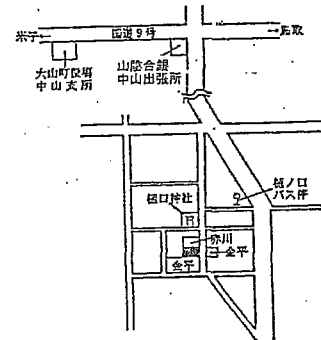 米子←
国道9号
→鳥取
大山町役場
中山支所
山陰合銀
中山出張所
樋ノ口
バス停
樋口神社
赤川
金平
金平